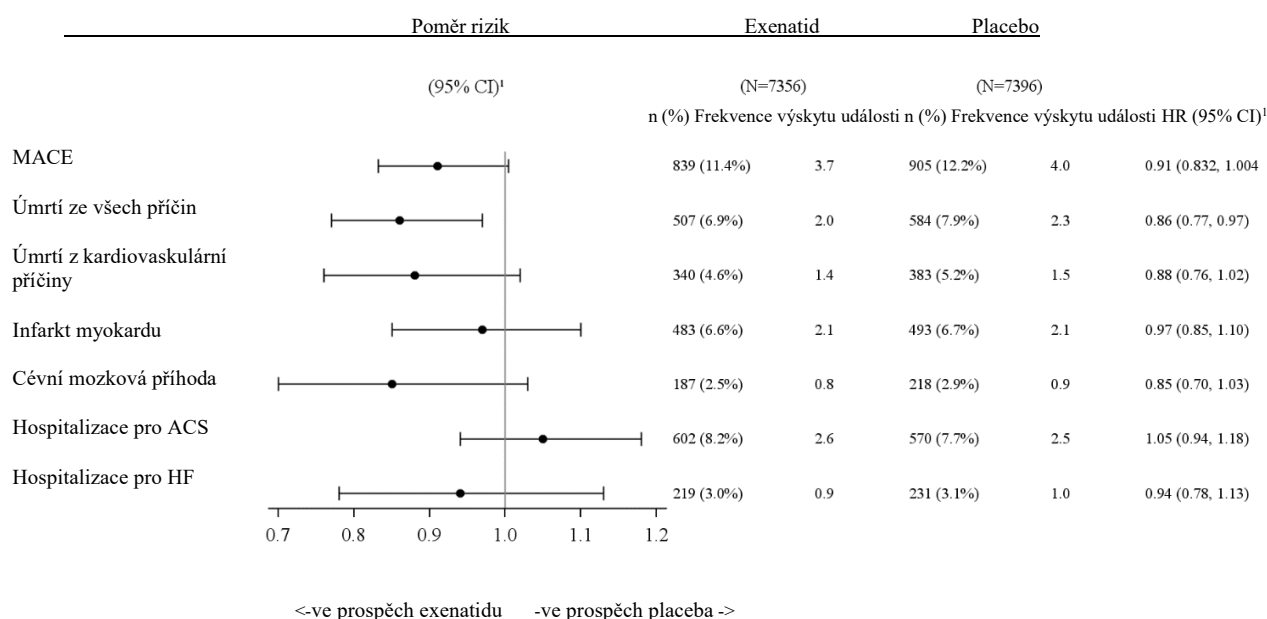 Poměr rizik Exenatid Placebo
(95% CI)¹ (N=7356) (N=7396)
n (%) Frekvence výskytu události n (%) Frekvence výskytu události HR (95% CI)¹
MACE 839 (11.4%) 3.7 905 (12.2%) 4.0 0.91 (0.832, 1.004
Úmrtí ze všech příčin 507 (6.9%) 2.0 584 (7.9%) 2.3 0.86 (0.77, 0.97)
Úmrtí z kardiovaskulární
příčiny 340 (4.6%) 1.4 383 (5.2%) 1.5 0.88 (0.76, 1.02)
Infarkt myokardu 483 (6.6%) 2.1 493 (6.7%) 2.1 0.97 (0.85, 1.10)
Cévní mozková příhoda 187 (2.5%) 0.8 218 (2.9%) 0.9 0.85 (0.70, 1.03)
Hospitalizace pro ACS 602 (8.2%) 2.6 570 (7.7%) 2.5 1.05 (0.94, 1.18)
Hospitalizace pro HF 219 (3.0%) 0.9 231 (3.1%) 1.0 0.94 (0.78, 1.13)
0.7 0.8 0.9 1.0 1.1 1.2
<-ve prospěch exenatidu -ve prospěch placeba ->